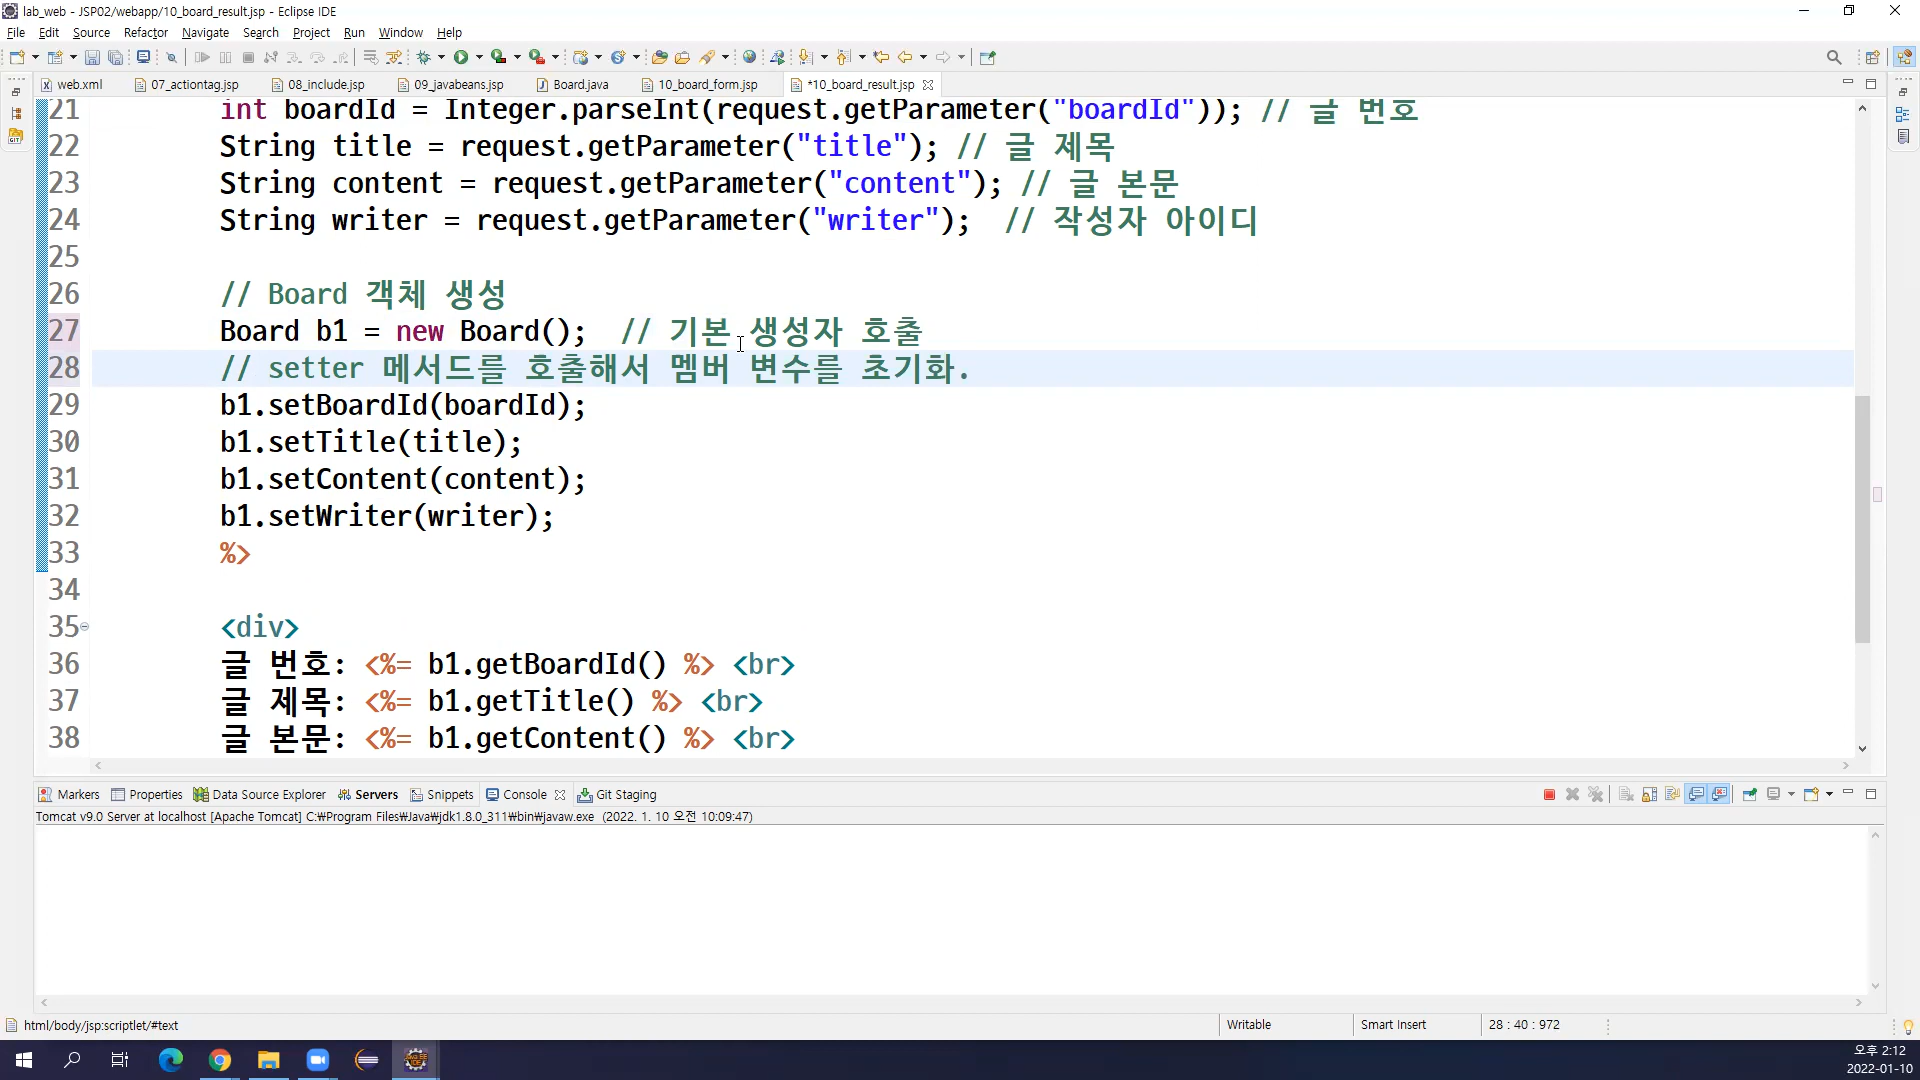 lab_web - JSP02/webapp/10_board_result.jsp - Eclipse IDE
File Edit Source Refactor Navigate Search Project Run Window Help
web.xml 07_actiontag.jsp 08_include.jsp 09_javabeans.jsp Board.java 10_board_form.jsp *10_board_result.jsp
21 int boardId = Integer.parseInt(request.getParameter("boardId")); // 글 번호
22 String title = request.getParameter("title"); // 글 제목
23 String content = request.getParameter("content"); // 글 본문
24 String writer = request.getParameter("writer"); // 작성자 아이디
25
26 // Board 객체 생성
27 Board b1 = new Board(); // 기본 생성자 호출
28 // setter 메서드를 호출해서 멤버 변수를 초기화.
29 b1.setBoardId(boardId);
30 b1.setTitle(title);
31 b1.setContent(content);
32 b1.setWriter(writer);
33 %>
34
35 <div>
36 글 번호: <%= b1.getBoardId() %> <br>
37 글 제목: <%= b1.getTitle() %> <br>
38 글 본문: <%= b1.getContent() %> <br>
Markers Properties Data Source Explorer Servers Snippets Console Git Staging
Tomcat v9.0 Server at localhost [Apache Tomcat] C:₩Program Files₩Java₩jdk1.8.0_311₩bin₩javaw.exe (2022. 1. 10 오전 10:09:47)
html/body/jsp:scriptlet/#text Writable Smart Insert 28 : 40 : 972
오후 2:12
2022-01-10